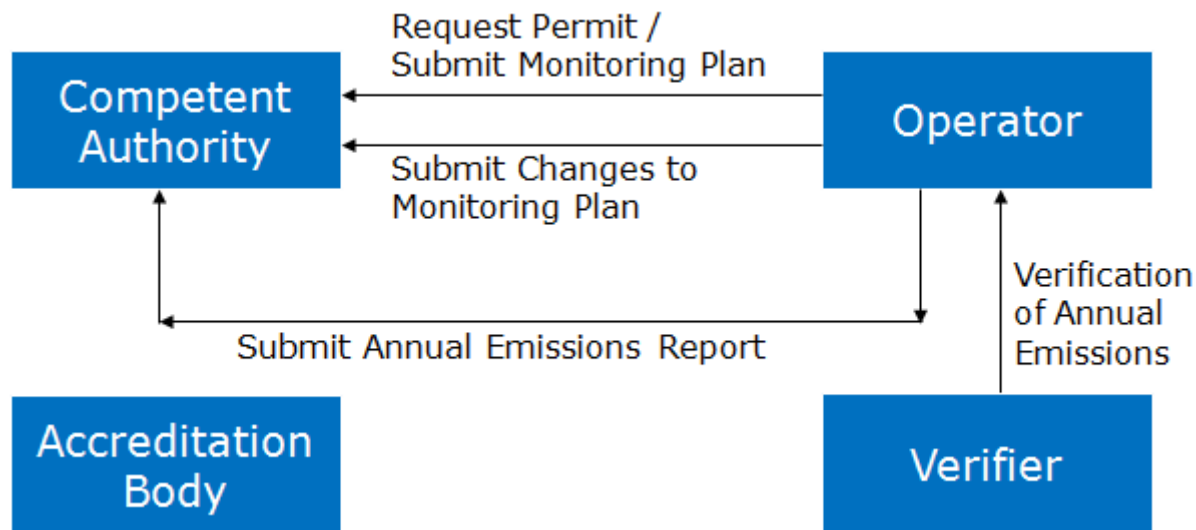 Request Permit /
Submit Monitoring Plan
Competent
Authority
Operator
Submit Changes to
Monitoring Plan
Verification
of Annual
Emissions
Submit Annual Emissions Report
Accreditation
Body
Verifier